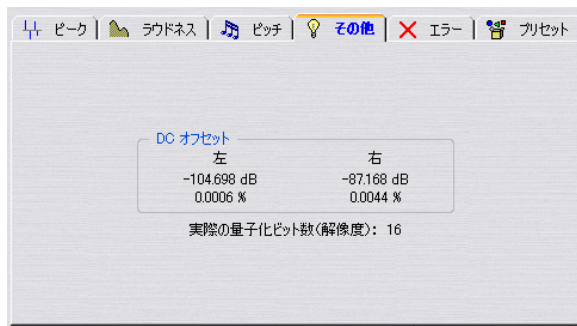 ピーク ラウドネス ピッチ その他 エラー プリセット
DC オフセット
左 右
-104.698 dB -87.168 dB
0.0006 % 0.0044 %
実際の量子化ビット数(解像度): 16